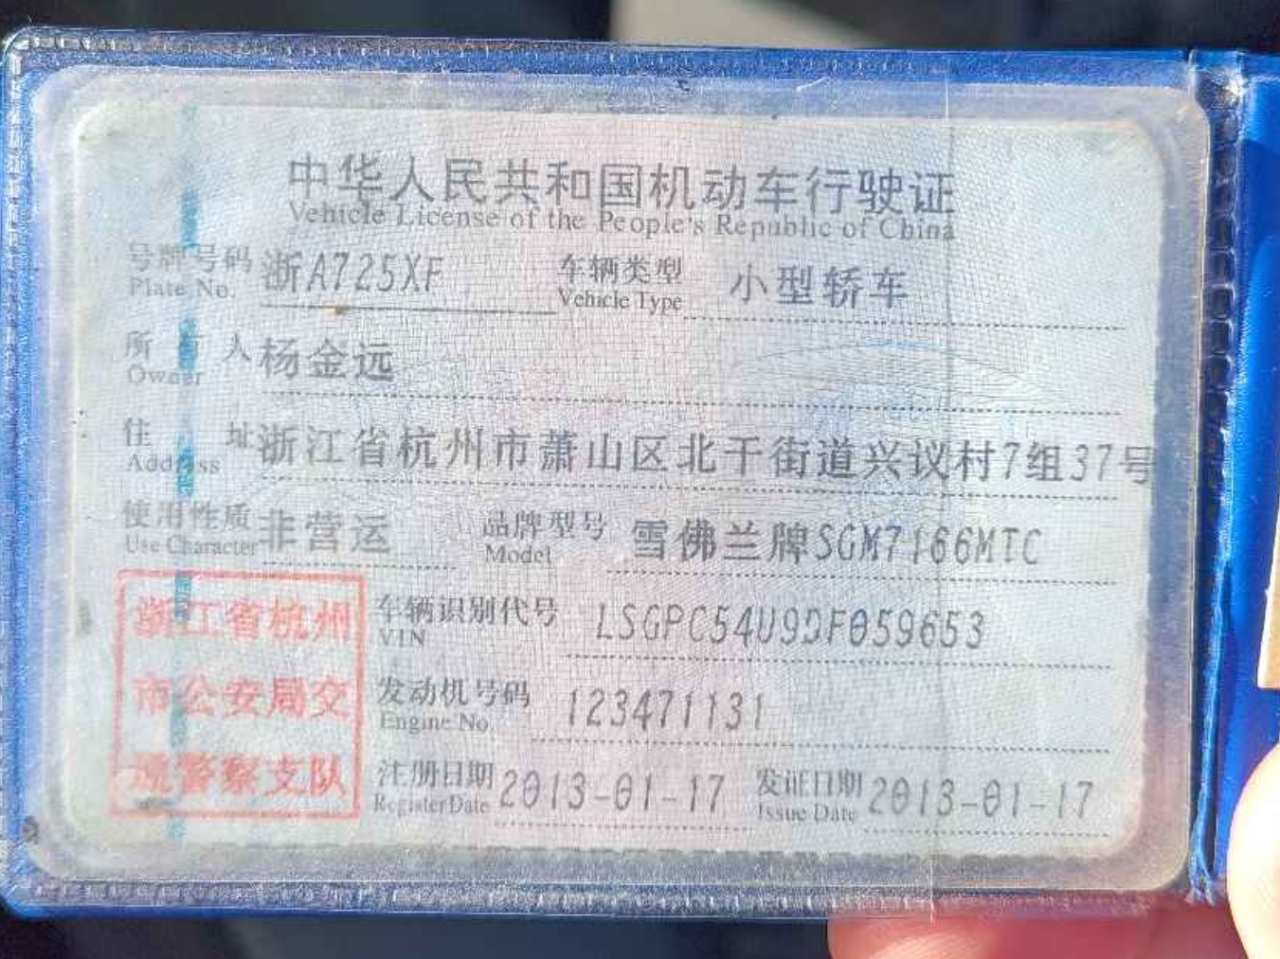 中华人民共和国机动车行驶证
Vehicle License of the People's Republic of China
号牌号码 浙A725XF 车辆类型 小型轿车
Plate No. Vehicle Type
所有人 杨金远
Owner
住址 浙江省杭州市萧山区北干街道兴议村7组37号
Address
使用性质 非营运 品牌型号 雪佛兰牌SGM7166MTC
Use Character Model
浙江省杭州
市公安局交
通警察支队
车辆识别代号 LSGPC54U9DF059653
VIN
发动机号码 123471131
Engine No.
注册日期 2013-01-17 发证日期 2013-01-17
Register Date Issue Date